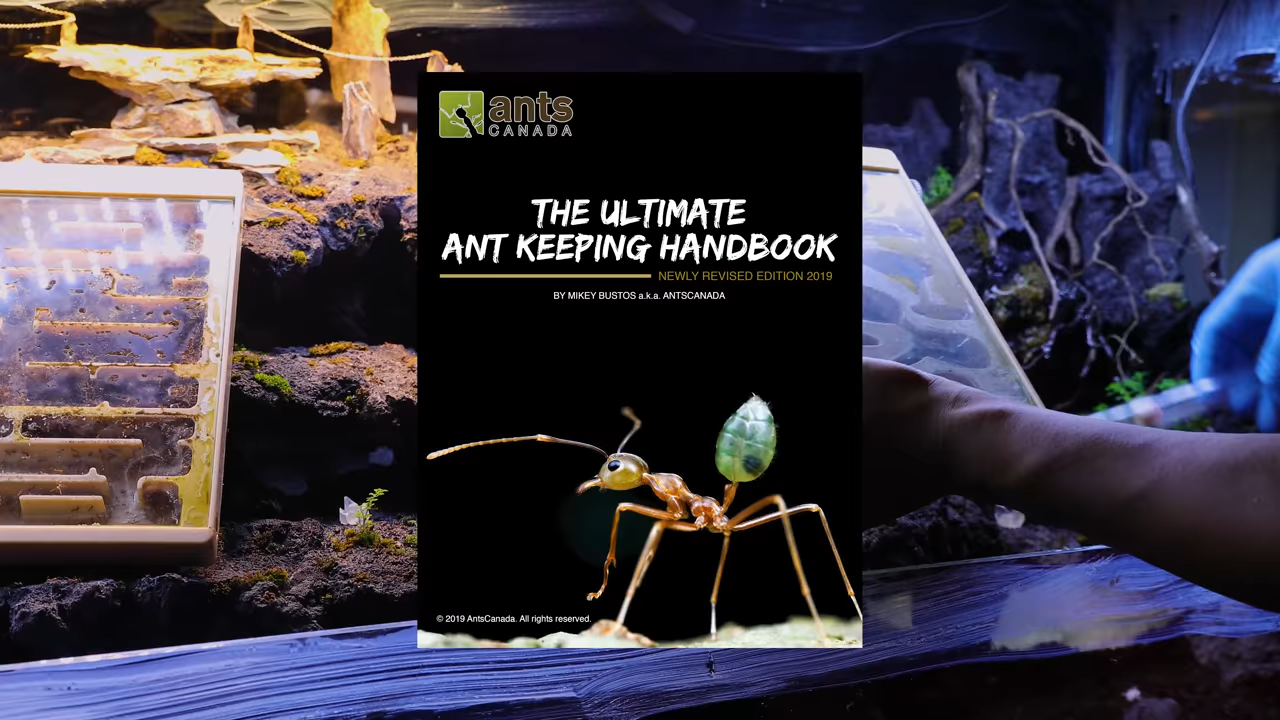 ants
CANADA
THE ULTIMATE
ANT KEEPING HANDBOOK
NEWLY REVISED EDITION 2019
BY MIKEY BUSTOS a.k.a. ANTSCANADA
© 2019 AntsCanada. All rights reserved.